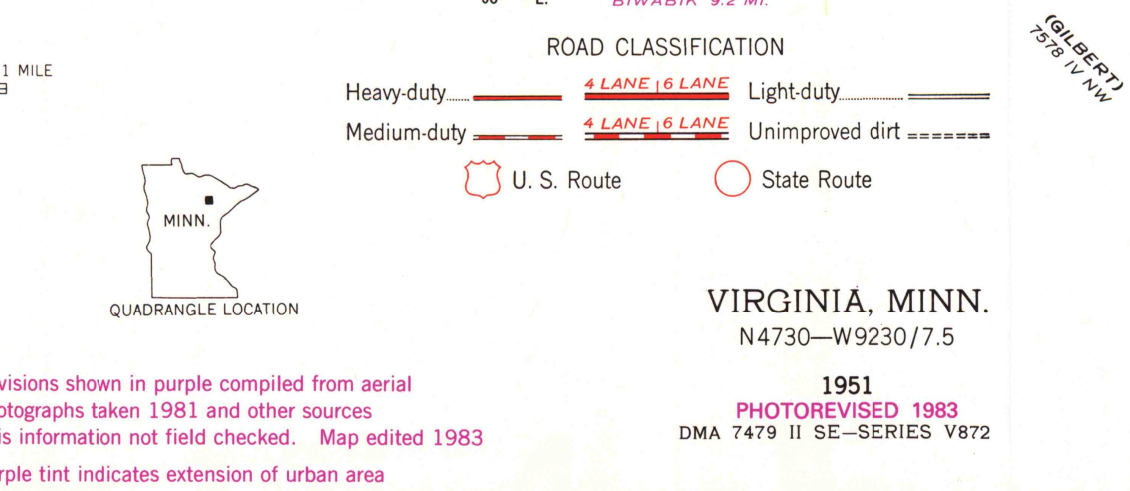 BIWABIK 9.2 MI.
(GILBERT)
7578 IV NW
1 MILE
ROAD CLASSIFICATION
Heavy-duty 4 LANE 6 LANE Light-duty
Medium-duty 4 LANE 6 LANE Unimproved dirt
U. S. Route State Route
MINN.
QUADRANGLE LOCATION
VIRGINIA, MINN.
N4730—W9230/7.5
1951
PHOTOREVISED 1983
DMA 7479 II SE—SERIES V872
visions shown in purple compiled from aerial
otographs taken 1981 and other sources
is information not field checked. Map edited 1983
rple tint indicates extension of urban area